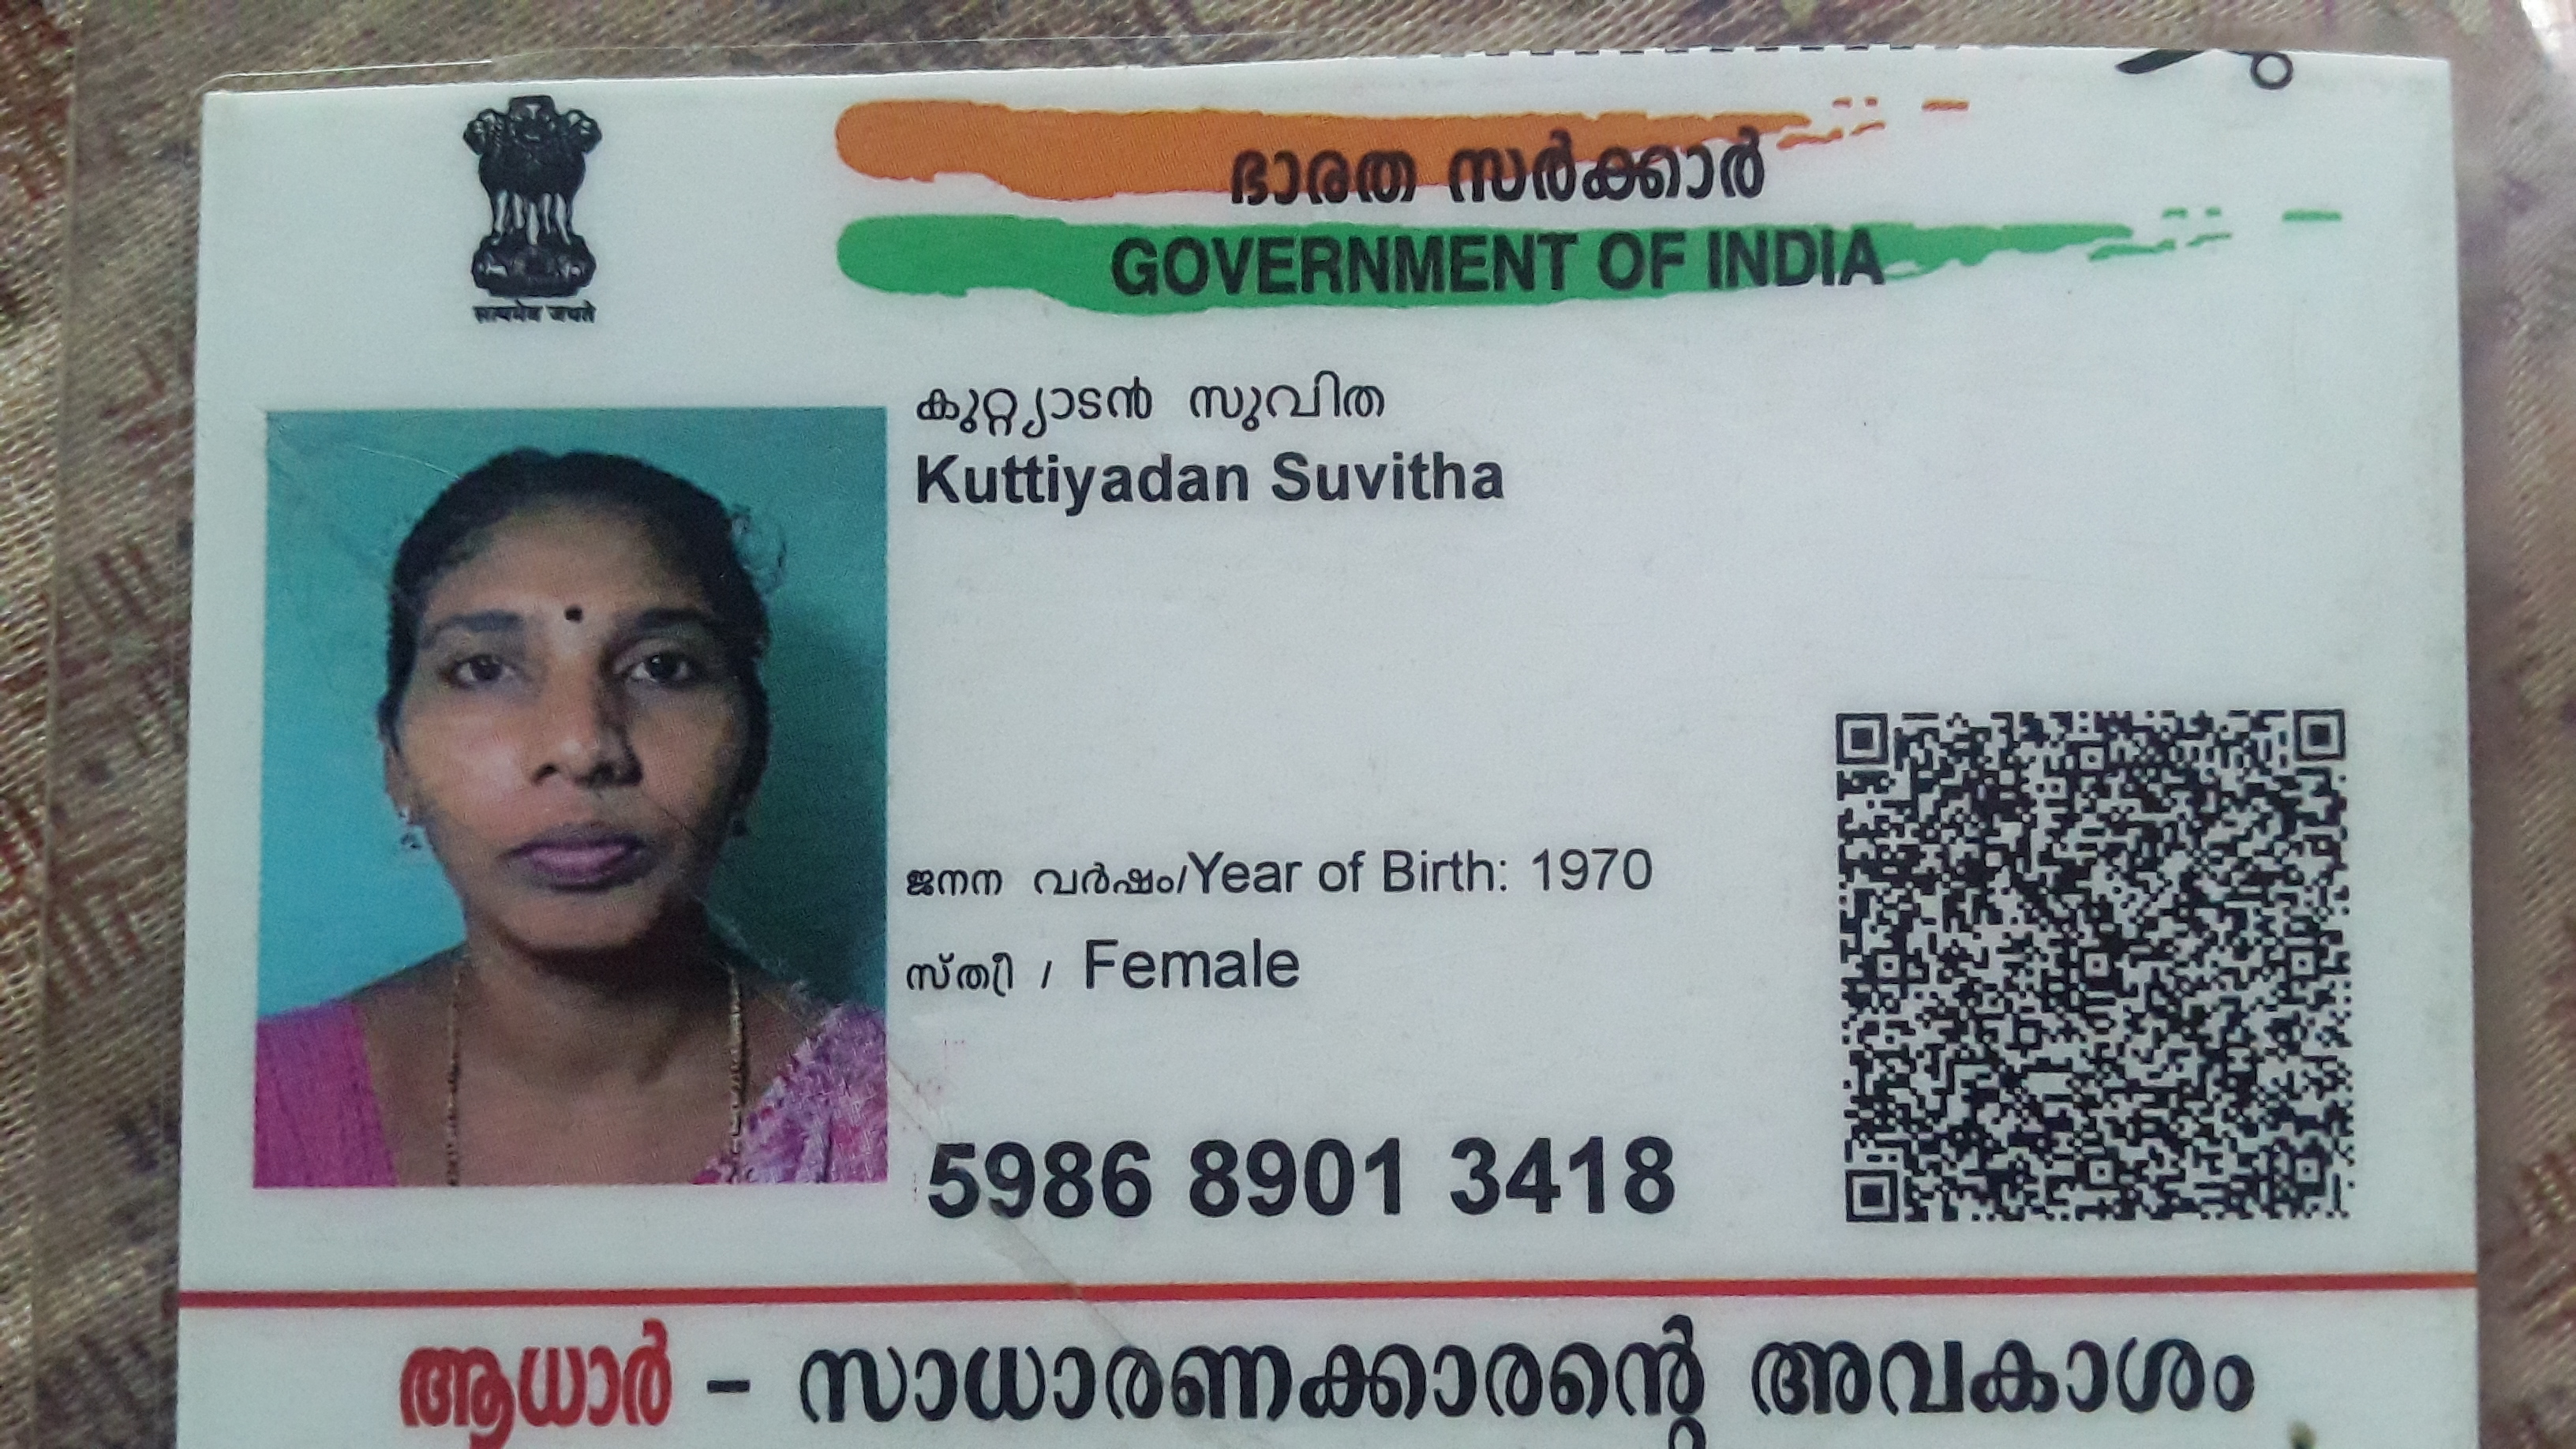 ഭാരത സർക്കാർ
GOVERNMENT OF INDIA
सत्यमेव जयते
കുറ്റ്യാടൻ സുവിത
Kuttiyadan Suvitha
ജനന വർഷം/Year of Birth: 1970
സ്ത്രീ / Female
5986 8901 3418
ആധാർ – സാധാരണക്കാരന്റെ അവകാശം